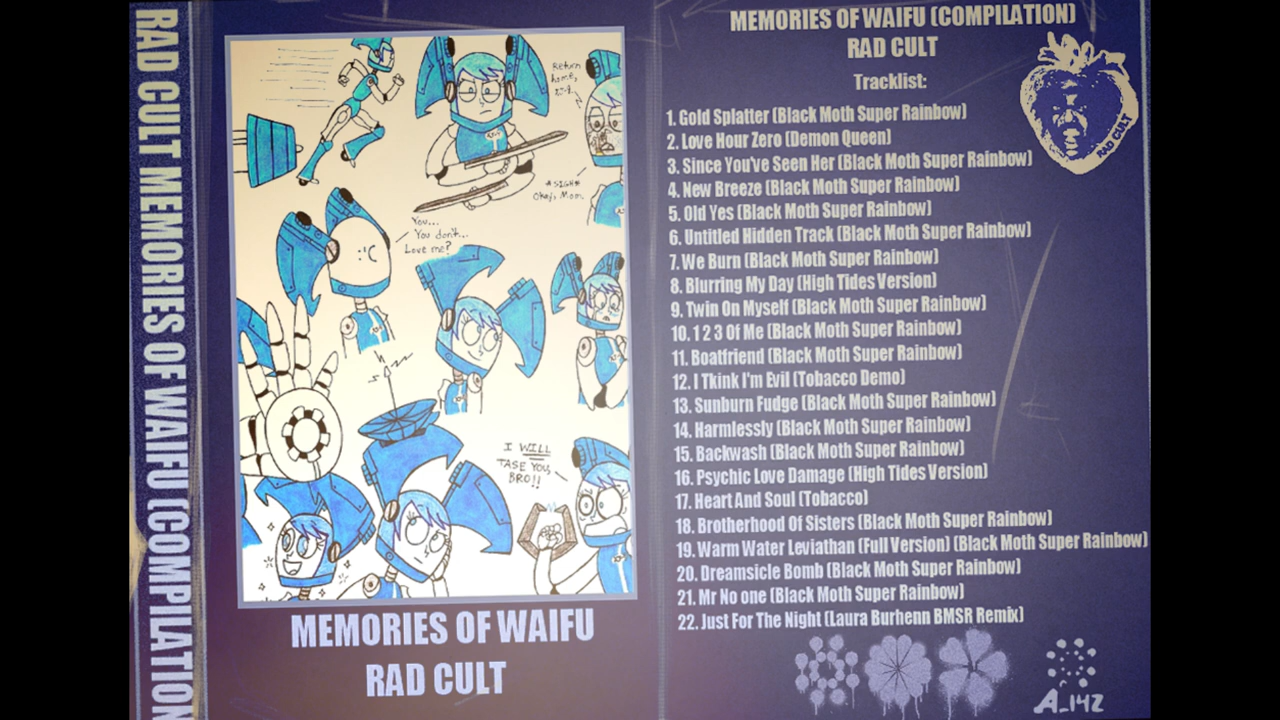 RAD CULT MEMORIES OF WAIFU (COMPILATION
Return
home,
You...
You don't...
Love me?
*SIGH*
Okay, Mom.
I WILL
TASE YOU,
BRO!!
MEMORIES OF WAIFU
RAD CULT
MEMORIES OF WAIFU (COMPILATION)
RAD CULT
Tracklist:
RAD CULT
1. Gold Splatter (Black Moth Super Rainbow)
2. Love Hour Zero (Demon Queen)
3. Since You've Seen Her (Black Moth Super Rainbow)
4. New Breeze (Black Moth Super Rainbow)
5. Old Yes (Black Moth Super Rainbow)
6. Untitled Hidden Track (Black Moth Super Rainbow)
7. We Burn (Black Moth Super Rainbow)
8. Blurring My Day (High Tides Version)
9. Twin On Myself (Black Moth Super Rainbow)
10. 1 2 3 Of Me (Black Moth Super Rainbow)
11. Boatfriend (Black Moth Super Rainbow)
12. I Tkink I'm Evil (Tobacco Demo)
13. Sunburn Fudge (Black Moth Super Rainbow)
14. Harmlessly (Black Moth Super Rainbow)
15. Backwash (Black Moth Super Rainbow)
16. Psychic Love Damage (High Tides Version)
17. Heart And Soul (Tobacco)
18. Brotherhood Of Sisters (Black Moth Super Rainbow)
19. Warm Water Leviathan (Full Version) (Black Moth Super Rainbow)
20. Dreamsicle Bomb (Black Moth Super Rainbow)
21. Mr No one (Black Moth Super Rainbow)
22. Just For The Night (Laura Burhenn BMSR Remix)
A_142